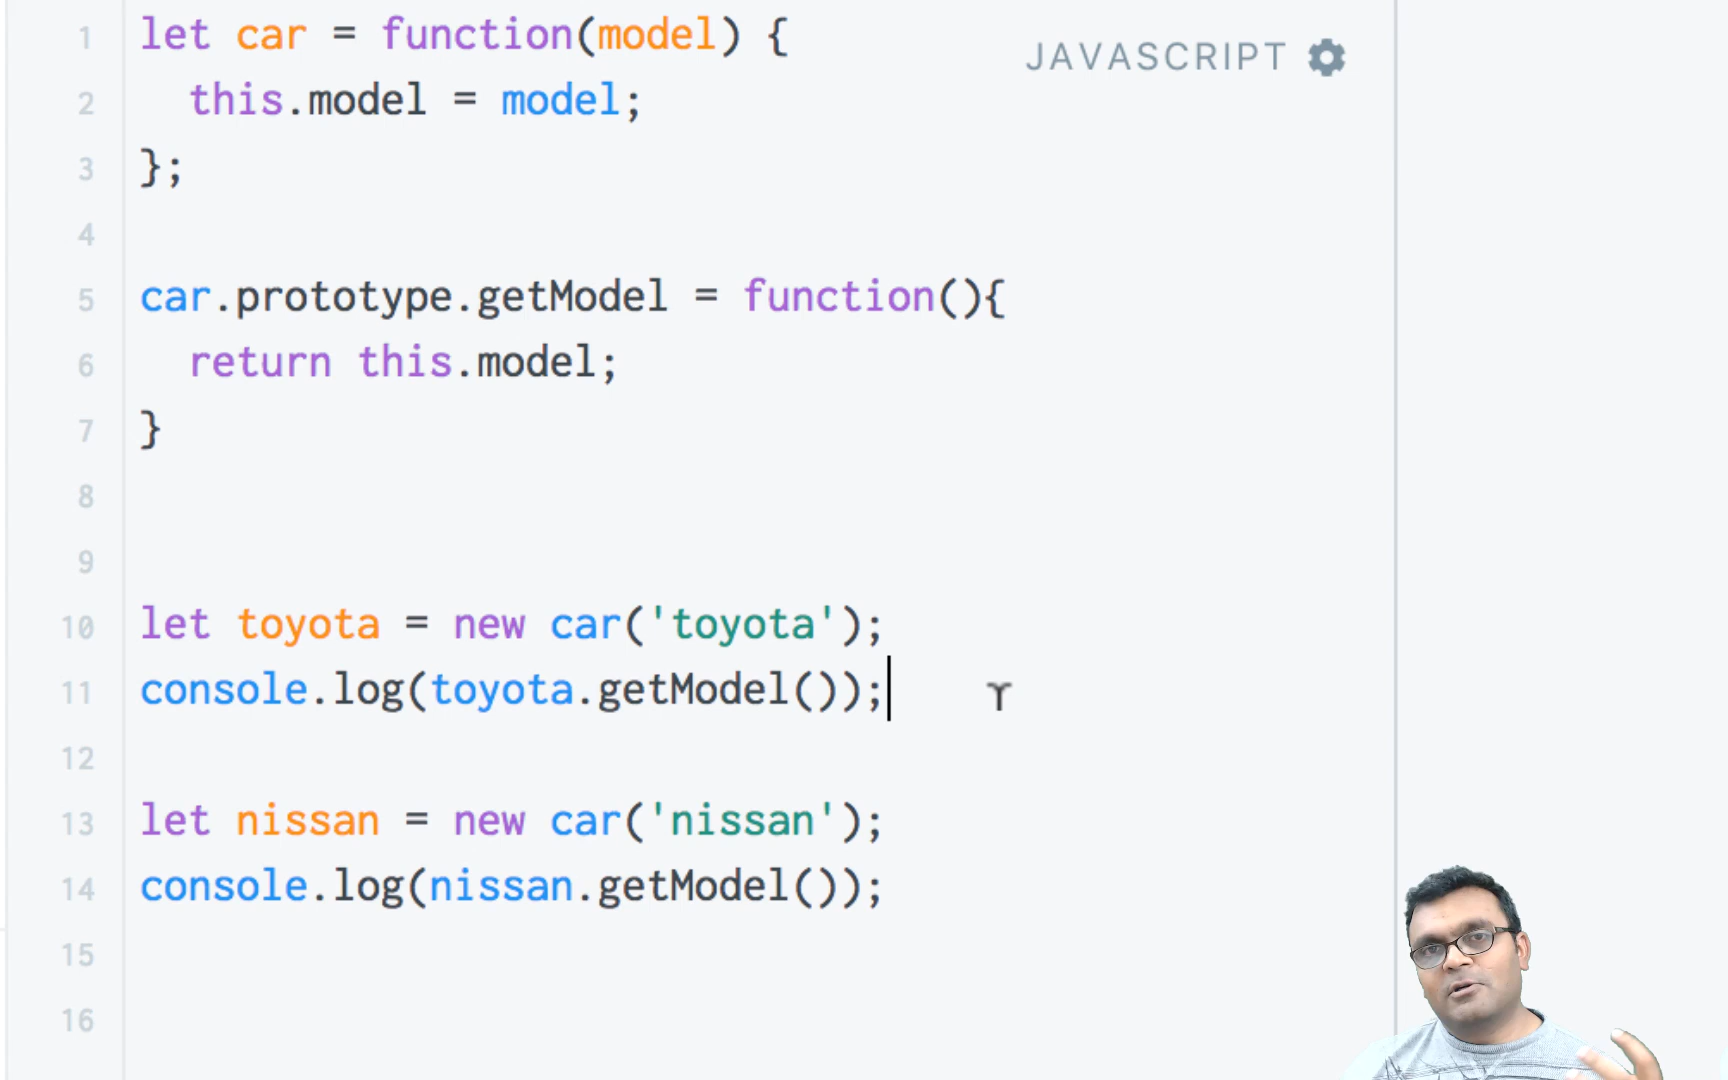 1 let car = function(model) {
JAVASCRIPT
2 this.model = model;
3 };
4
5 car.prototype.getModel = function(){
6 return this.model;
7 }
8
9
10 let toyota = new car('toyota');
11 console.log(toyota.getModel());
12
13 let nissan = new car('nissan');
14 console.log(nissan.getModel());
15
16